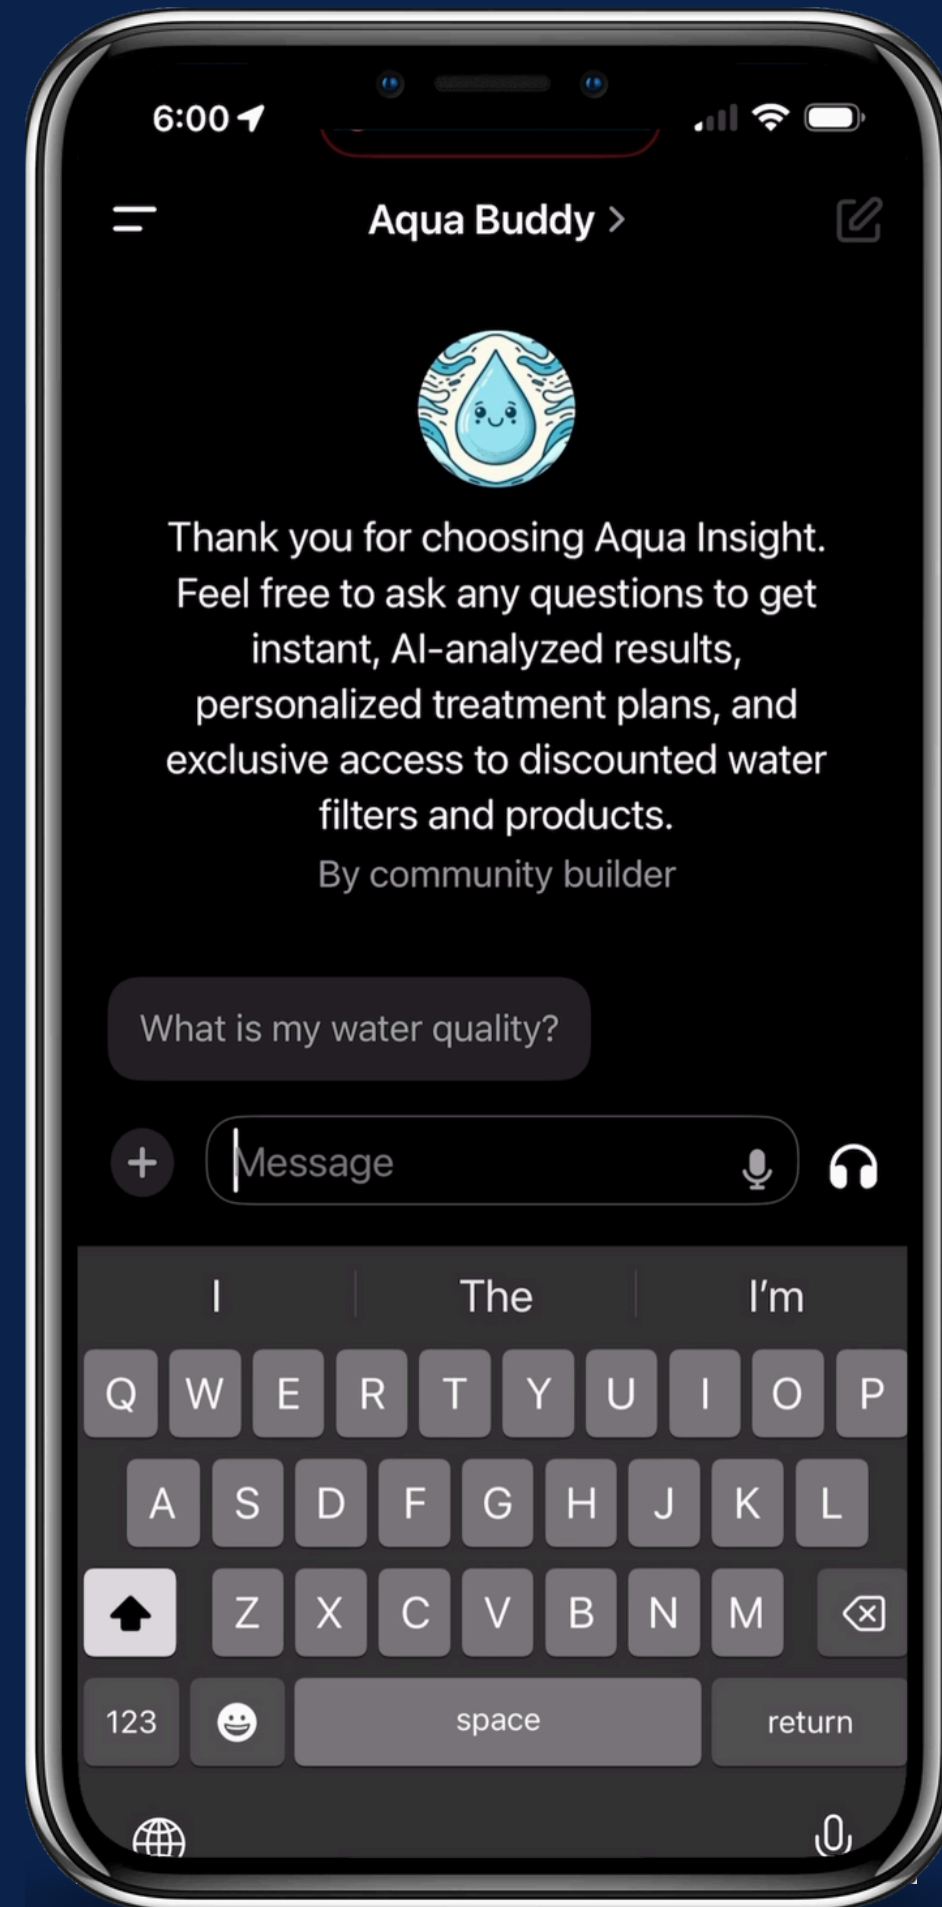 6:00
Aqua Buddy >
Thank you for choosing Aqua Insight.
Feel free to ask any questions to get
instant, AI-analyzed results,
personalized treatment plans, and
exclusive access to discounted water
filters and products.
By community builder
What is my water quality?
Message
I The I'm
Q W E R T Y U I O P
A S D F G H J K L
Z X C V B N M
123 space return